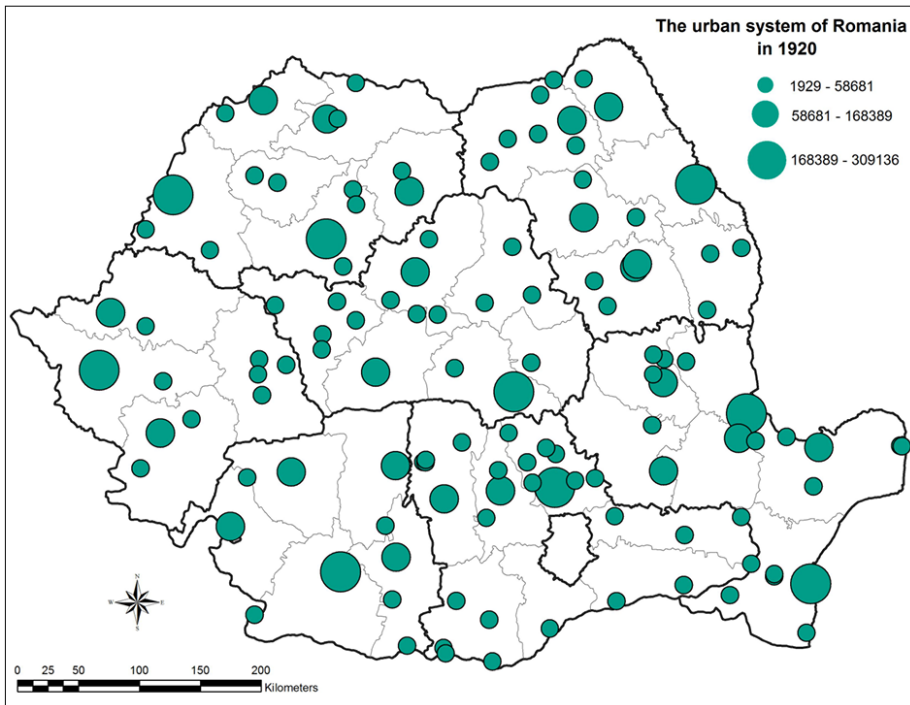 The urban system of Romania
in 1920
1929 - 58681
58681 - 168389
168389 - 309136
N
W E
S
0 25 50 100 150 200
Kilometers